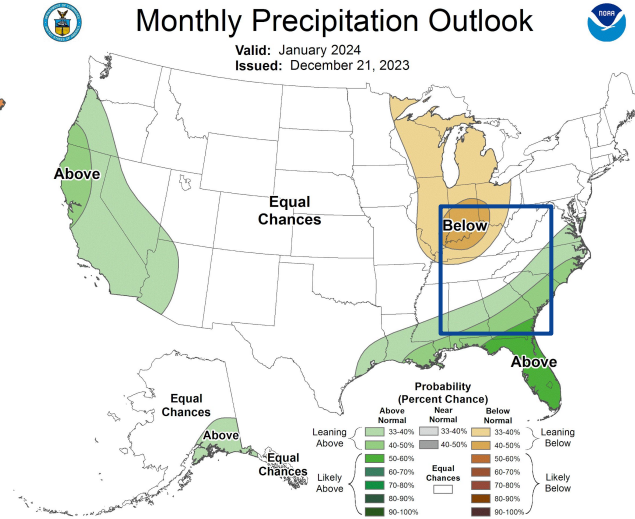 Monthly Precipitation Outlook
NOAA
Valid: January 2024
Issued: December 21, 2023
Above
Equal
Chances
Below
Above
Equal
Chances
Above
Equal
Chances
Probability
(Percent Chance)
Above Normal
Near Normal
Below Normal
Leaning Above
33-40% 33-40% 33-40%
40-50% 40-50% 40-50%
Leaning Below
Likely Above
50-60% 50-60%
60-70% Equal Chances 60-70%
70-80% 70-80%
80-90% 80-90%
90-100% 90-100%
Likely Below